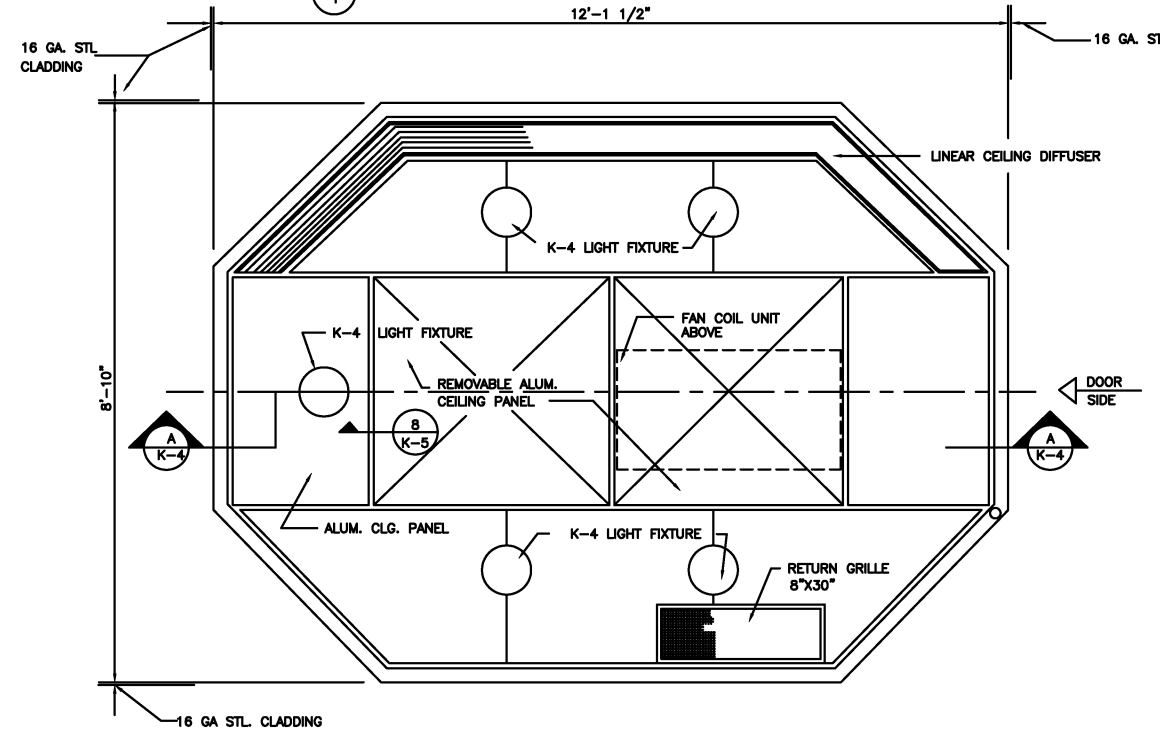 1
12'-1 1/2"
16 GA. STL
CLADDING
16 GA. ST
LINEAR CEILING DIFFUSER
K-4 LIGHT FIXTURE
K-4 LIGHT FIXTURE
FAN COIL UNIT
ABOVE
8'-10"
REMOVABLE ALUM.
CEILING PANEL
DOOR
SIDE
8
K-5
A
K-4
A
K-4
ALUM. CLG. PANEL
K-4 LIGHT FIXTURE
RETURN GRILLE
8"X30"
16 GA STL. CLADDING